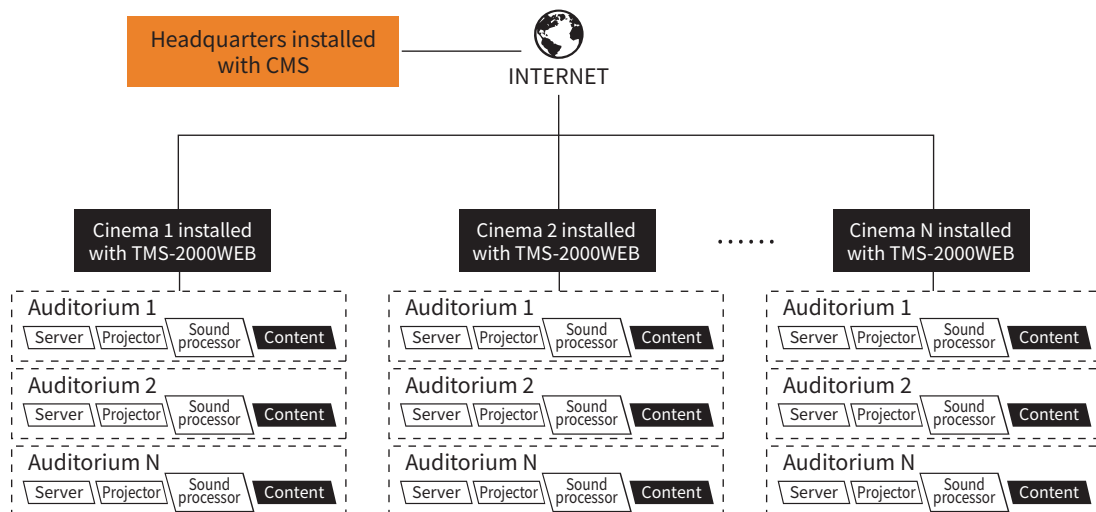 Headquarters installed
with CMS
INTERNET
Cinema 1 installed
with TMS-2000WEB
Cinema 2 installed
with TMS-2000WEB
......
Cinema N installed
with TMS-2000WEB
Auditorium 1
Server
Projector
Sound
processor
Content
Auditorium 2
Server
Projector
Sound
processor
Content
Auditorium N
Server
Projector
Sound
processor
Content
Auditorium 1
Server
Projector
Sound
processor
Content
Auditorium 2
Server
Projector
Sound
processor
Content
Auditorium N
Server
Projector
Sound
processor
Content
Auditorium 1
Server
Projector
Sound
processor
Content
Auditorium 2
Server
Projector
Sound
processor
Content
Auditorium N
Server
Projector
Sound
processor
Content